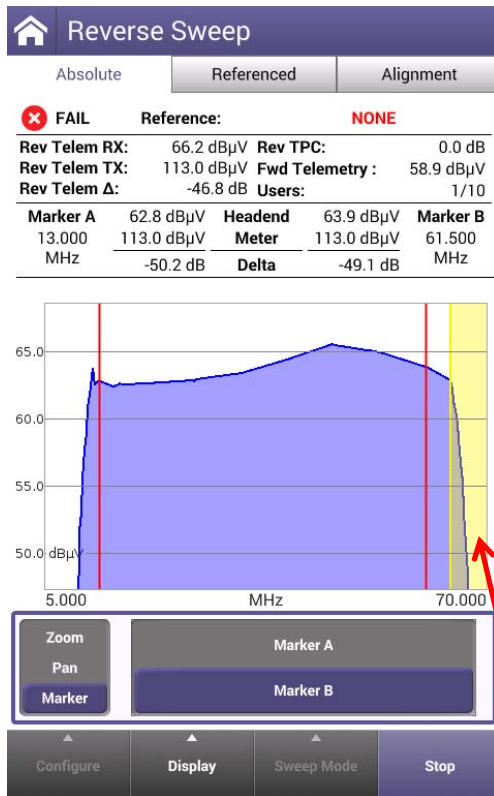 Reverse Sweep
Absolute Referenced Alignment
FAIL Reference: NONE
Rev Telem RX: 66.2 dBµV Rev TPC: 0.0 dB
Rev Telem TX: 113.0 dBµV Fwd Telemetry : 58.9 dBµV
Rev Telem Δ: -46.8 dB Users: 1/10
Marker A 62.8 dBµV Headend 63.9 dBµV Marker B
13.000 113.0 dBµV Meter 113.0 dBµV 61.500
MHz -50.2 dB Delta -49.1 dB MHz
65.0
60.0
55.0
50.0 dBµV
5.000 MHz 70.000
Zoom
Pan
Marker
Marker A
Marker B
Configure Display Sweep Mode Stop